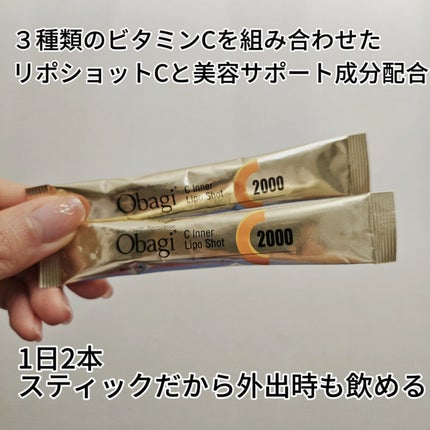 ３種類のビタミンCを組み合わせた
リポショットCと美容サポート成分配合
Obagi
C Inner
Lipo Shot
C
2000
Obagi
C Inner
Lipo Shot
C
2000
1日2本
スティックだから外出時も飲める